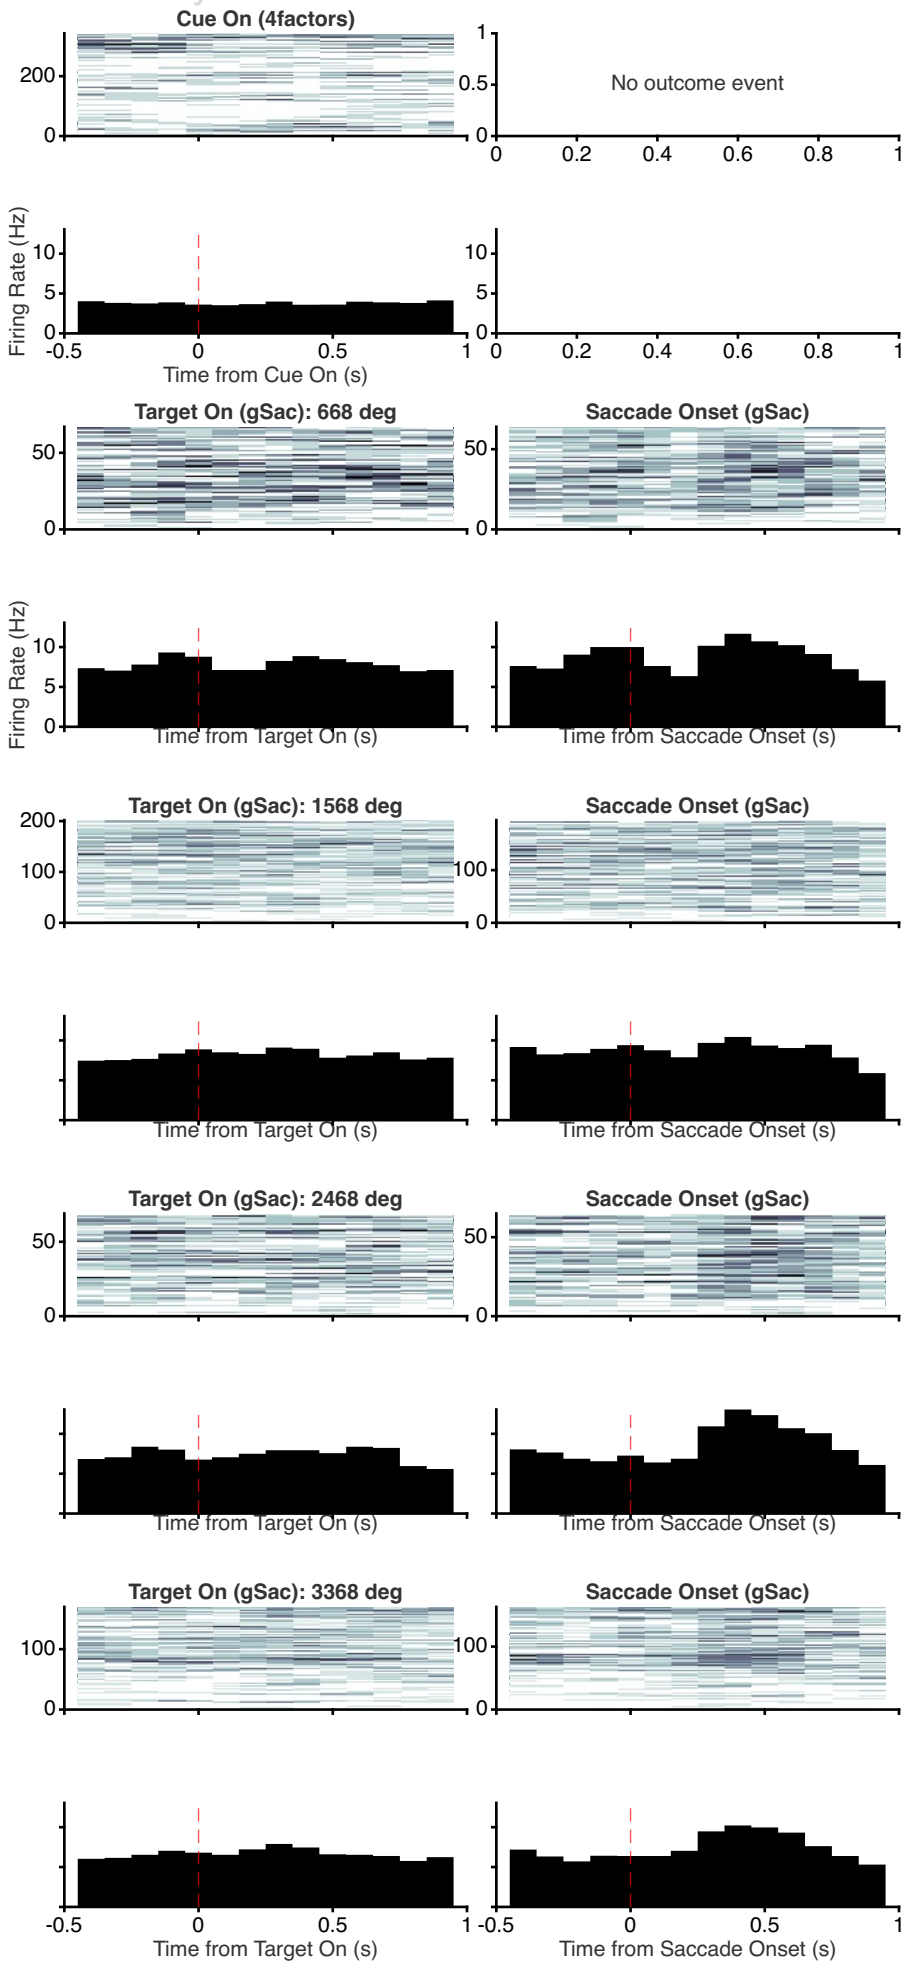 Cue On (4factors)
200
0
1
0.5
0
No outcome event
0 0.2 0.4 0.6 0.8 1
Firing Rate (Hz)
10
5
0
-0.5 0 0.5 1
Time from Cue On (s)
10
5
0
0 0.2 0.4 0.6 0.8 1
Target On (gSac): 668 deg
50
0
Saccade Onset (gSac)
50
0
Firing Rate (Hz)
10
5
0
Time from Target On (s)
Time from Saccade Onset (s)
Target On (gSac): 1568 deg
200
100
0
Saccade Onset (gSac)
100
0
Time from Target On (s)
Time from Saccade Onset (s)
Target On (gSac): 2468 deg
50
0
Saccade Onset (gSac)
50
0
Time from Target On (s)
Time from Saccade Onset (s)
Target On (gSac): 3368 deg
100
0
Saccade Onset (gSac)
100
0
-0.5 0 0.5 1
Time from Target On (s)
-0.5 0 0.5 1
Time from Saccade Onset (s)